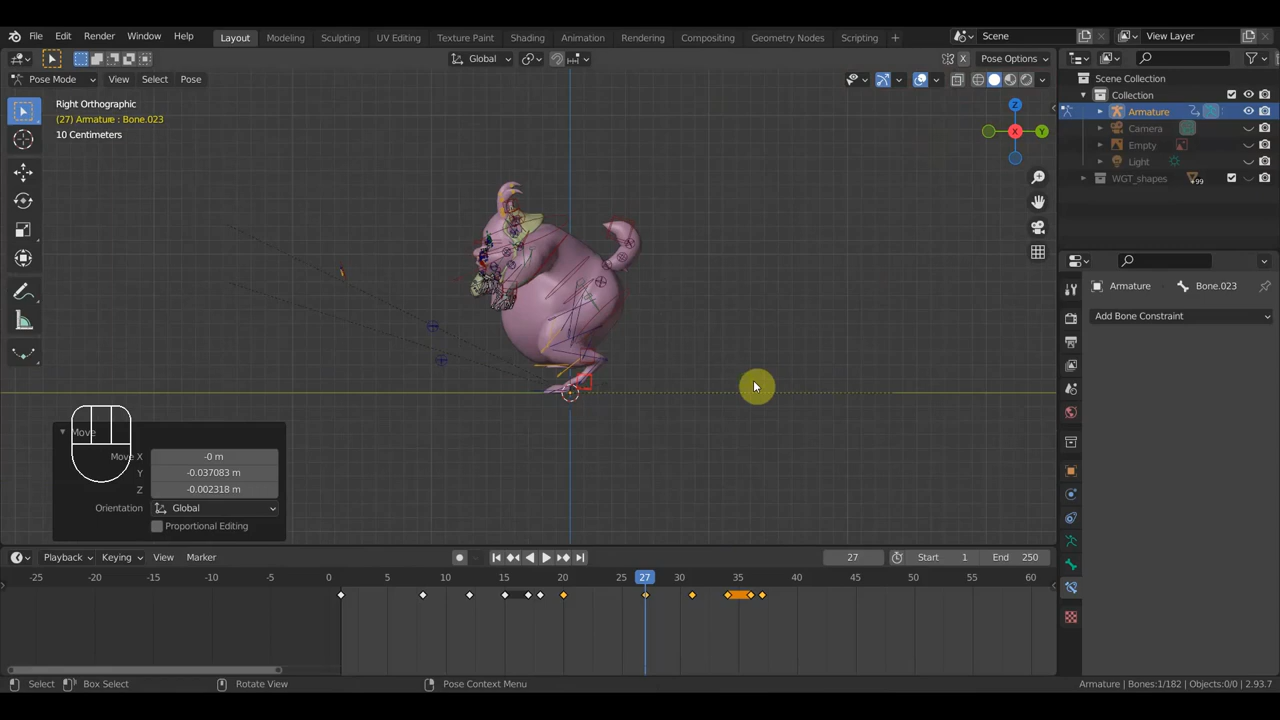 File Edit Render Window Help Layout Modeling Sculpting UV Editing Texture Paint Shading Animation Rendering Compositing Geometry Nodes Scripting + Scene View Layer
Global Pose Options
Pose Mode View Select Pose
Scene Collection
Collection
Armature
Camera
Empty
Light
WGT_shapes 99
Right Orthographic
(27) Armature : Bone.023
10 Centimeters
Z
X
Y
Armature Bone.023
Add Bone Constraint
Move
Move X -0 m
Y -0.037083 m
Z -0.002318 m
Orientation Global
Proportional Editing
Playback Keying View Marker 27 Start 1 End 250
-25 -20 -15 -10 -5 0 5 10 15 20 25 27 30 35 40 45 50 55 60
Select Box Select Rotate View Pose Context Menu Armature | Bones:1/182 | Objects:0/0 | 2.93.7